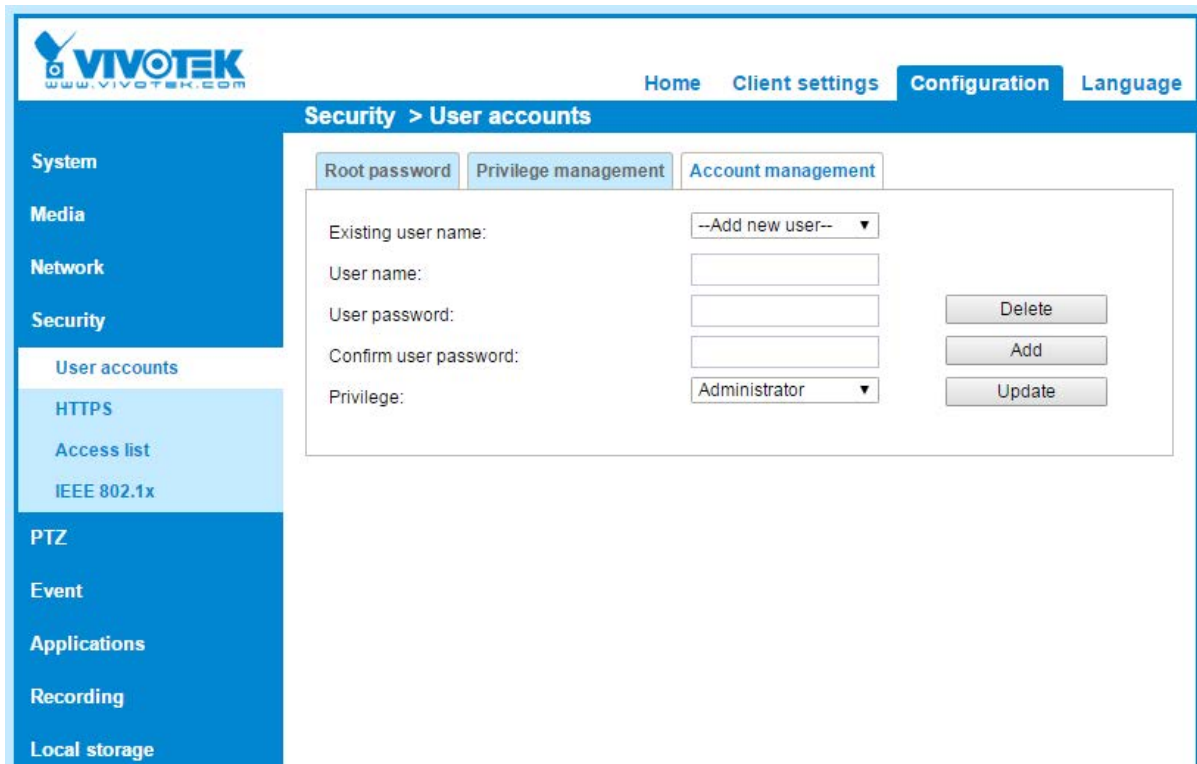 VIVOTEK
www.vivotek.com
Home Client settings Configuration Language
Security > User accounts
System
Media
Network
Security
User accounts
HTTPS
Access list
IEEE 802.1x
PTZ
Event
Applications
Recording
Local storage
Root password Privilege management Account management
Existing user name: --Add new user--
User name:
User password: Delete
Confirm user password: Add
Privilege: Administrator Update